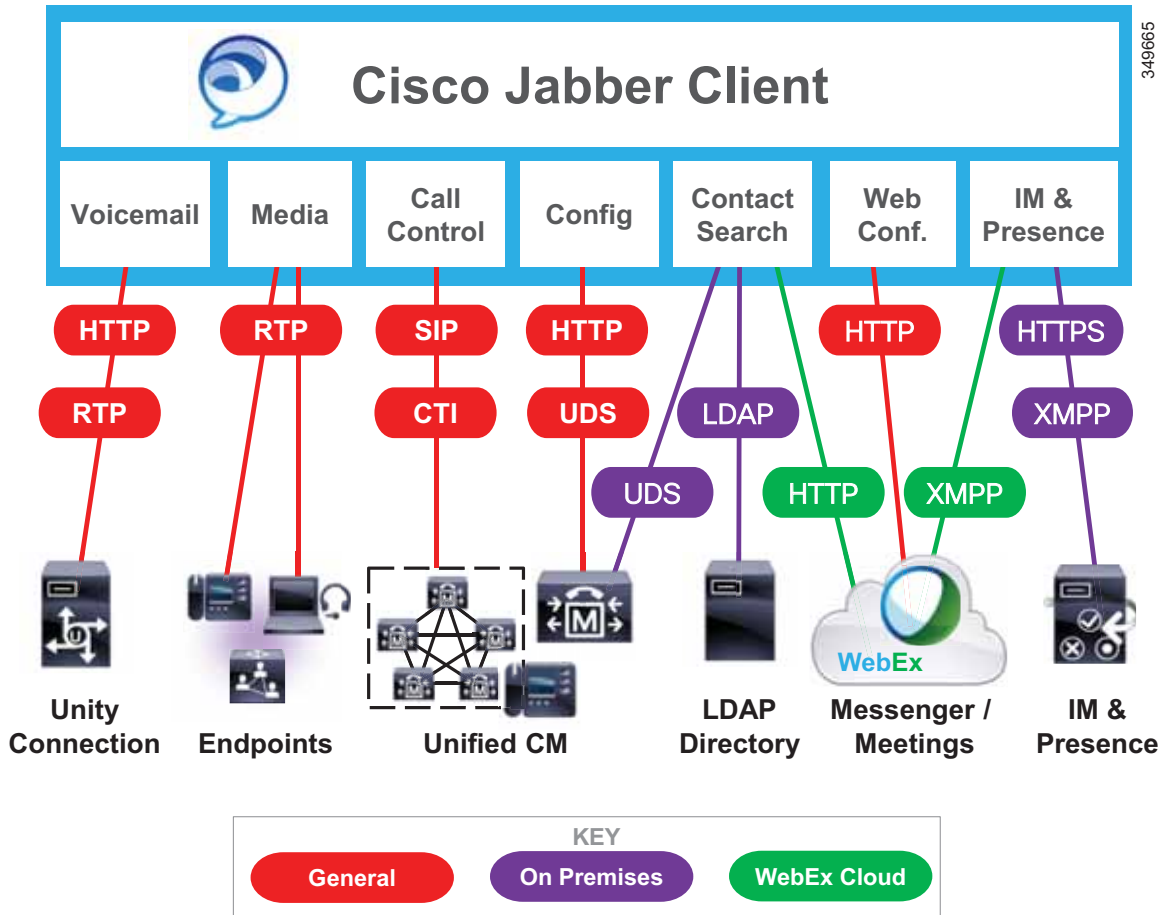 349665
Cisco Jabber Client
Voicemail
Media
Call
Control
Config
Contact
Search
Web
Conf.
IM &
Presence
HTTP
RTP
SIP
HTTP
HTTP
HTTPS
RTP
CTI
UDS
LDAP
XMPP
UDS
HTTP
XMPP
U
M
M
M
M
M
M
WebEx
Unity
Connection
Endpoints
Unified CM
LDAP
Directory
Messenger /
Meetings
IM &
Presence
KEY
General
On Premises
WebEx Cloud